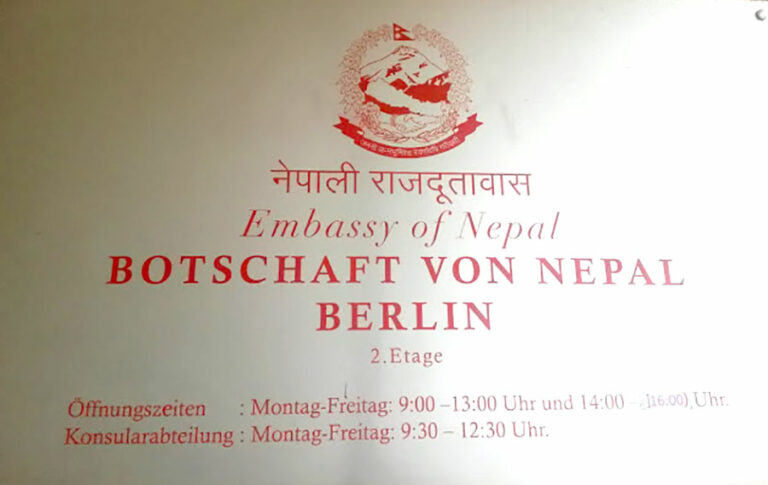 नेपाली राजदूतावास
Embassy of Nepal
BOTSCHAFT VON NEPAL
BERLIN
2.Etage
Öffnungszeiten : Montag-Freitag: 9:00 –13:00 Uhr und 14:00 – 16:00 Uhr.
Konsularabteilung : Montag-Freitag: 9:30 – 12:30 Uhr.